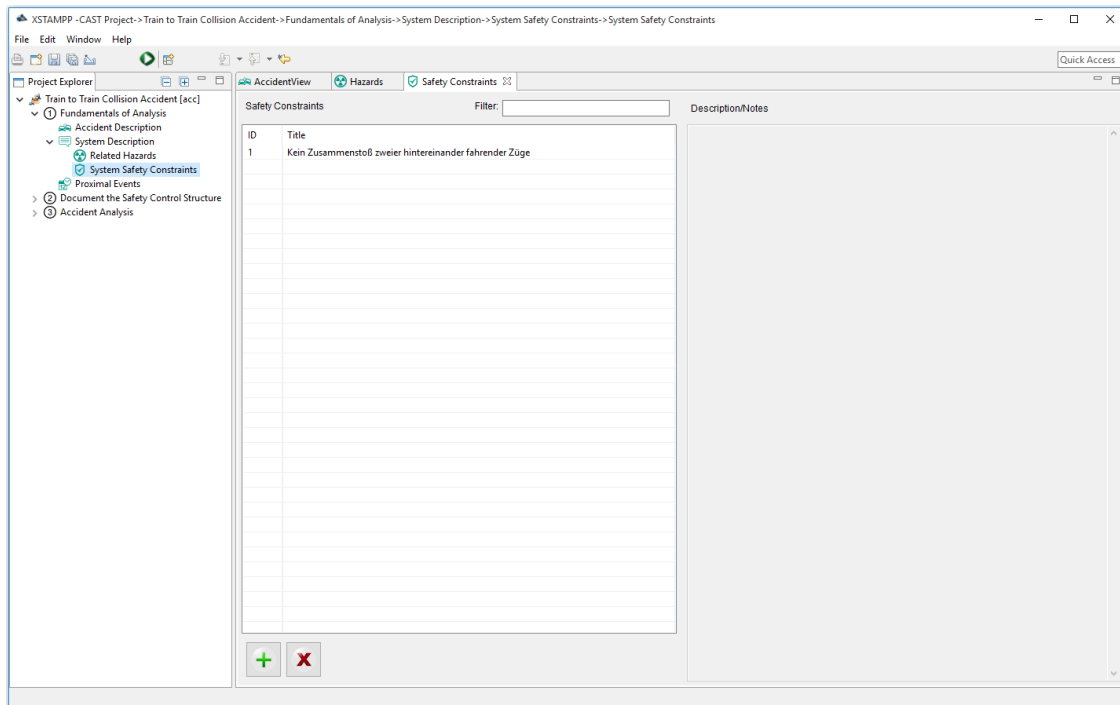 XSTAMPP -CAST Project->Train to Train Collision Accident->Fundamentals of Analysis->System Description->System Safety Constraints->System Safety Constraints
File Edit Window Help
Quick Access
Project Explorer
Train to Train Collision Accident [acc]
1 Fundamentals of Analysis
Accident Description
System Description
Related Hazards
System Safety Constraints
Proximal Events
2 Document the Safety Control Structure
3 Accident Analysis
AccidentView
Hazards
Safety Constraints
Safety Constraints
Filter:
ID Title
1 Kein Zusammenstoß zweier hintereinander fahrender Züge
Description/Notes